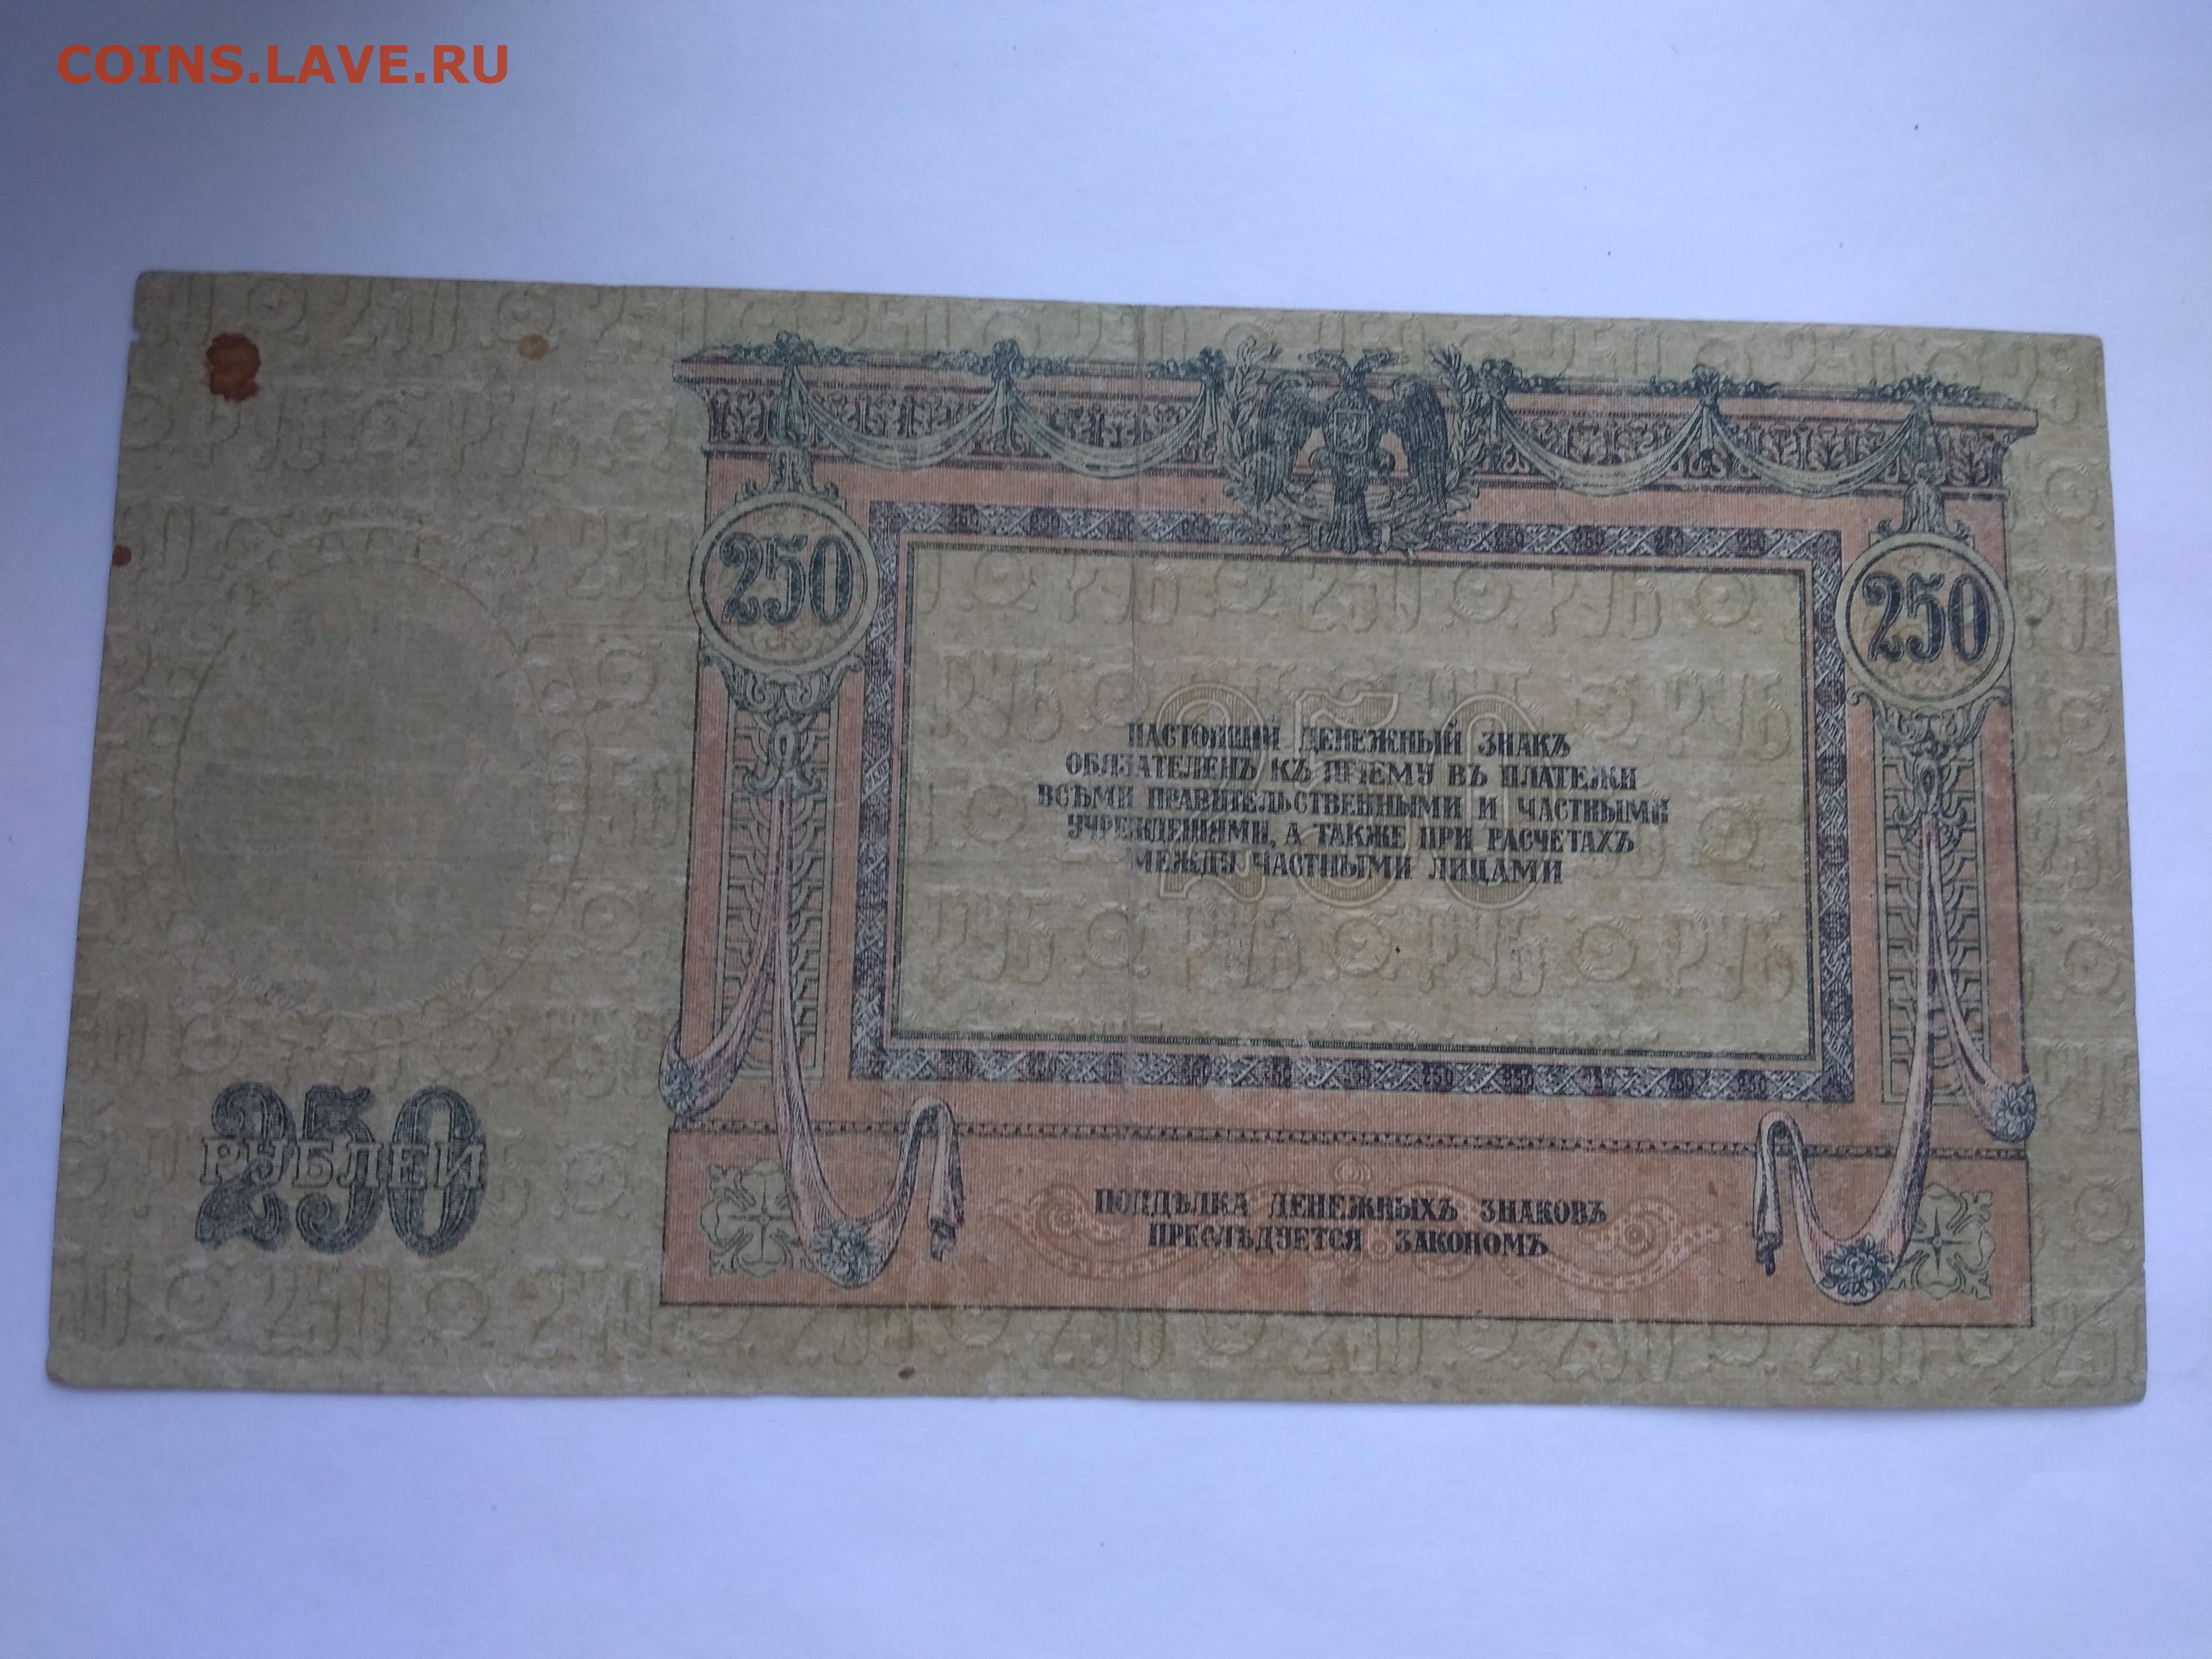 COINS.LAVE.RU
250
250
250
НАСТОЯЩІЙ ДЕНЕЖНЫЙ ЗНАКЪ
ОБЯЗАТЕЛЕНЪ КЪ ПРІЕМУ ВЪ ПЛАТЕЖИ
ВСѢМИ ПРАВИТЕЛЬСТВЕННЫМИ И ЧАСТНЫМИ
УЧРЕЖДЕНІЯМИ, А ТАКЖЕ ПРИ РАСЧЕТАХЪ
МЕЖДУ ЧАСТНЫМИ ЛИЦАМИ
250
РУБЛЕЙ
ПОДДѢЛКА ДЕНЕЖНЫХЪ ЗНАКОВЪ
ПРЕСЛѢДУЕТСЯ ЗАКОНОМЪ